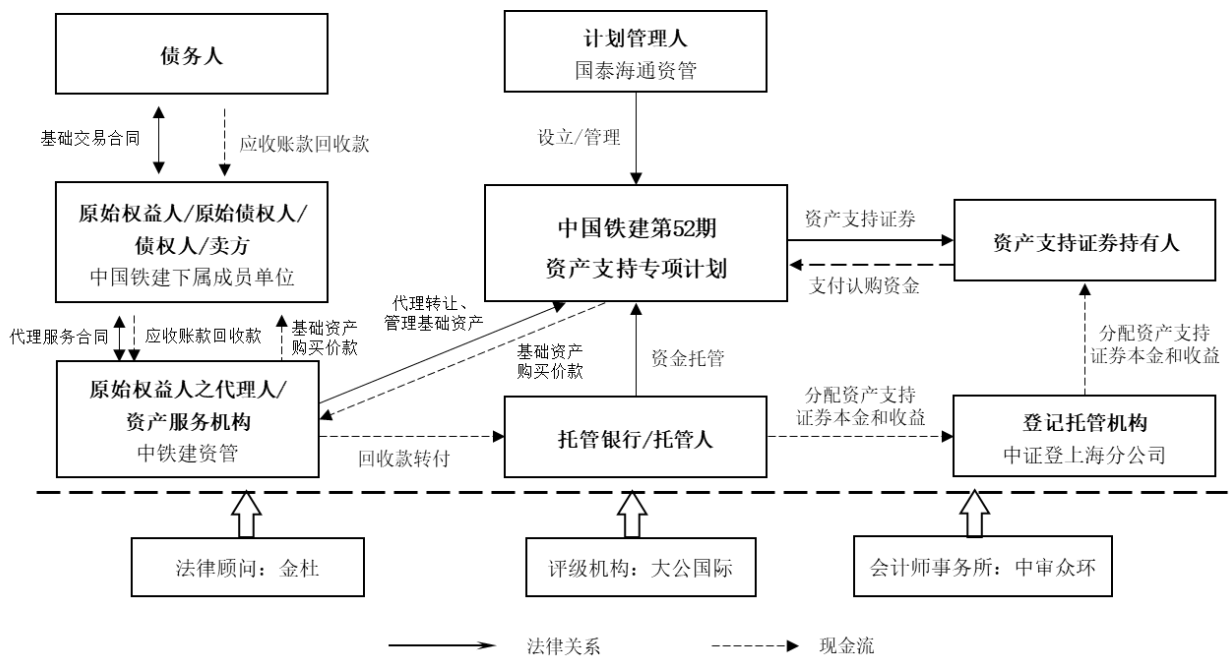 债务人
计划管理人
国泰海通资管
基础交易合同
应收账款回收款
设立/管理
原始权益人/原始债权人/
债权人/卖方
中国铁建下属成员单位
中国铁建第52期
资产支持专项计划
资产支持证券
支付认购资金
资产支持证券持有人
代理服务合同
应收账款回收款
基础资产
购买价款
代理转让、
管理基础资产
基础资产
购买价款
资金托管
分配资产支持
证券本金和收益
原始权益人之代理人/
资产服务机构
中铁建资管
回收款转付
托管银行/托管人
分配资产支持
证券本金和收益
登记托管机构
中证登上海分公司
法律顾问：金杜
评级机构：大公国际
会计师事务所：中审众环
法律关系
现金流